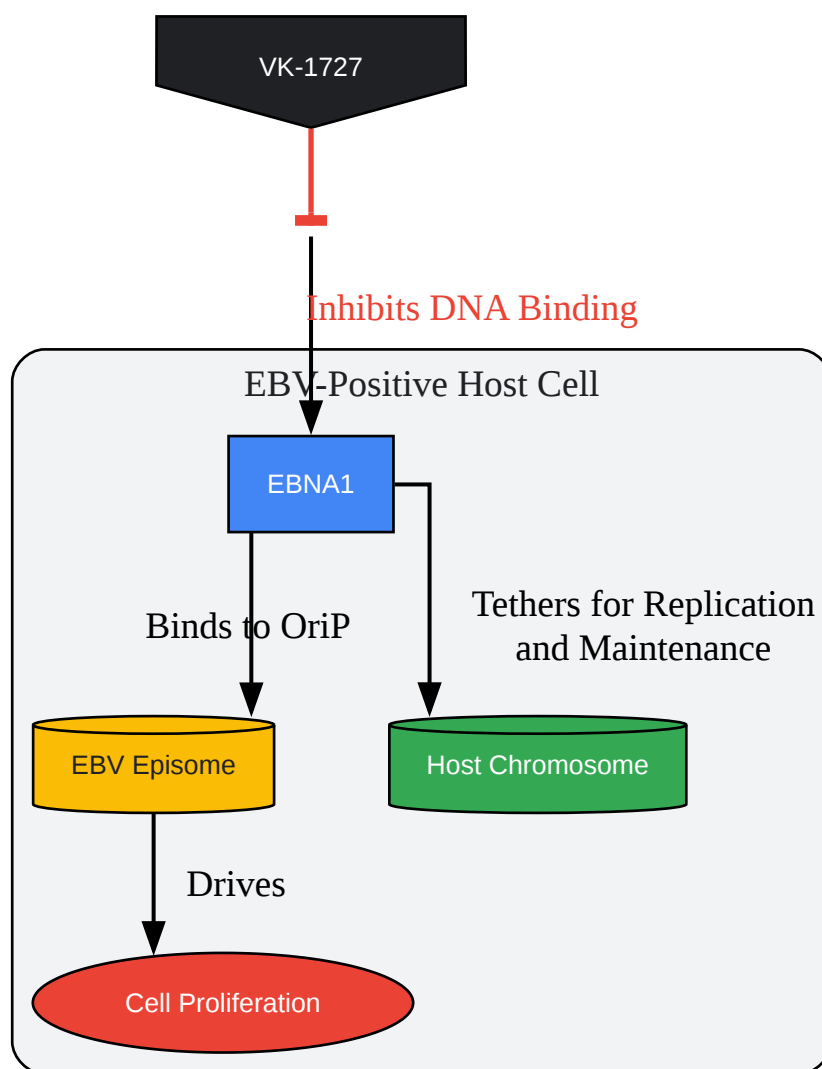 VK-1727
Inhibits DNA Binding
EBV-Positive Host Cell
EBNA1
Binds to OriP
Tethers for Replication
and Maintenance
EBV Episome
Host Chromosome
Drives
Cell Proliferation